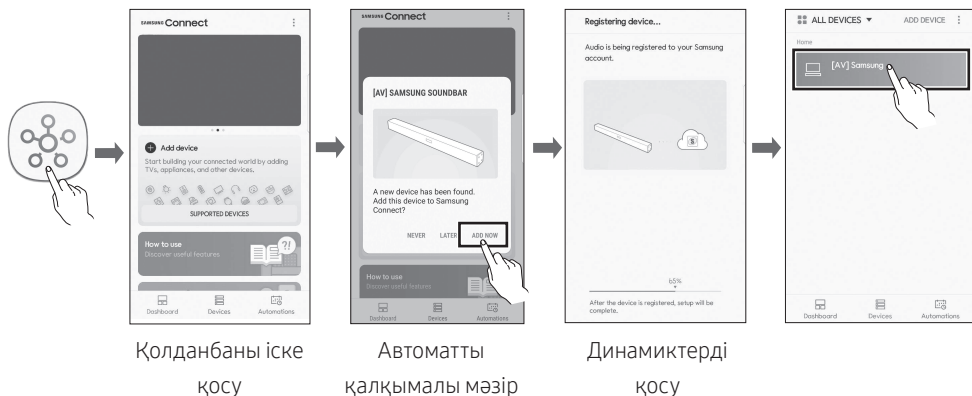 SAMSUNG Connect
Add device
Start building your connected world by adding
TVs, appliances, and other devices.
SUPPORTED DEVICES
How to use
Discover useful features
?!
Dashboard
Devices
Automations
Қолданбаны іске
қосу
SAMSUNG Connect
[AV] SAMSUNG SOUNDBAR
A new device has been found.
Add this device to Samsung
Connect?
NEVER
LATER
ADD NOW
How to use
Discover useful features
Dashboard
Devices
Automations
Автоматты
қалқымалы мәзір
Registering device...
Audio is being registered to your Samsung
account.
S
65%
After the device is registered, setup will be
complete.
Динамиктерді
қосу
ALL DEVICES
ADD DEVICE
Home
[AV] Samsung
Dashboard
Devices
Automations